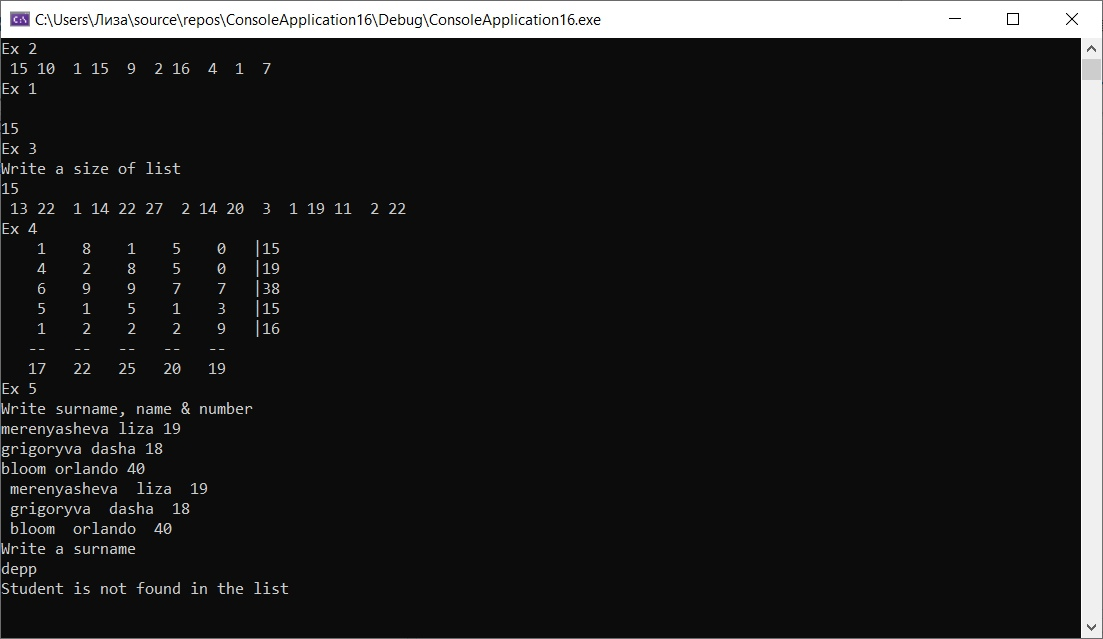 C:\Users\Лиза\source\repos\ConsoleApplication16\Debug\ConsoleApplication16.exe
Ex 2
 15 10  1 15  9  2 16  4  1  7
Ex 1

15
Ex 3
Write a size of list
15
 13 22  1 14 22 27  2 14 20  3  1 19 11  2 22
Ex 4
    1    8    1    5    0   |15
    4    2    8    5    0   |19
    6    9    9    7    7   |38
    5    1    5    1    3   |15
    1    2    2    2    9   |16
   --   --   --   --   --
   17   22   25   20   19
Ex 5
Write surname, name & number
merenyasheva liza 19
grigoryva dasha 18
bloom orlando 40
 merenyasheva  liza  19
 grigoryva  dasha  18
 bloom  orlando  40
Write a surname
depp
Student is not found in the list